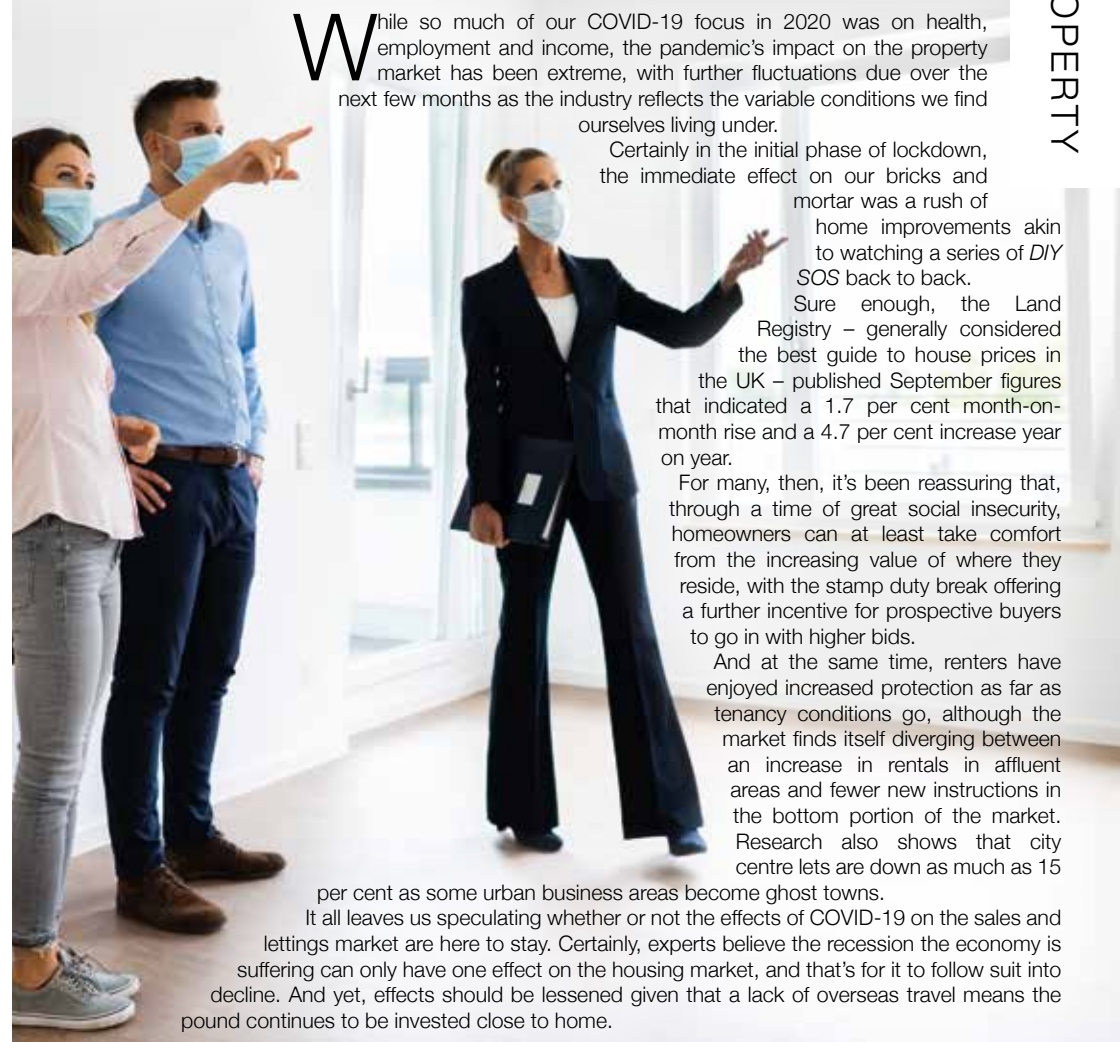 OPERTY
While so much of our COVID-19 focus in 2020 was on health,
employment and income, the pandemic's impact on the property
market has been extreme, with further fluctuations due over the
next few months as the industry reflects the variable conditions we find
ourselves living under.
Certainly in the initial phase of lockdown,
the immediate effect on our bricks and
mortar was a rush of
home improvements akin
to watching a series of DIY
SOS back to back.
Sure enough, the Land
Registry – generally considered
the best guide to house prices in
the UK – published September figures
that indicated a 1.7 per cent month-on-
month rise and a 4.7 per cent increase year
on year.
For many, then, it's been reassuring that,
through a time of great social insecurity,
homeowners can at least take comfort
from the increasing value of where they
reside, with the stamp duty break offering
a further incentive for prospective buyers
to go in with higher bids.
And at the same time, renters have
enjoyed increased protection as far as
tenancy conditions go, although the
market finds itself diverging between
an increase in rentals in affluent
areas and fewer new instructions in
the bottom portion of the market.
Research also shows that city
centre lets are down as much as 15
per cent as some urban business areas become ghost towns.
It all leaves us speculating whether or not the effects of COVID-19 on the sales and
lettings market are here to stay. Certainly, experts believe the recession the economy is
suffering can only have one effect on the housing market, and that's for it to follow suit into
decline. And yet, effects should be lessened given that a lack of overseas travel means the
pound continues to be invested close to home.